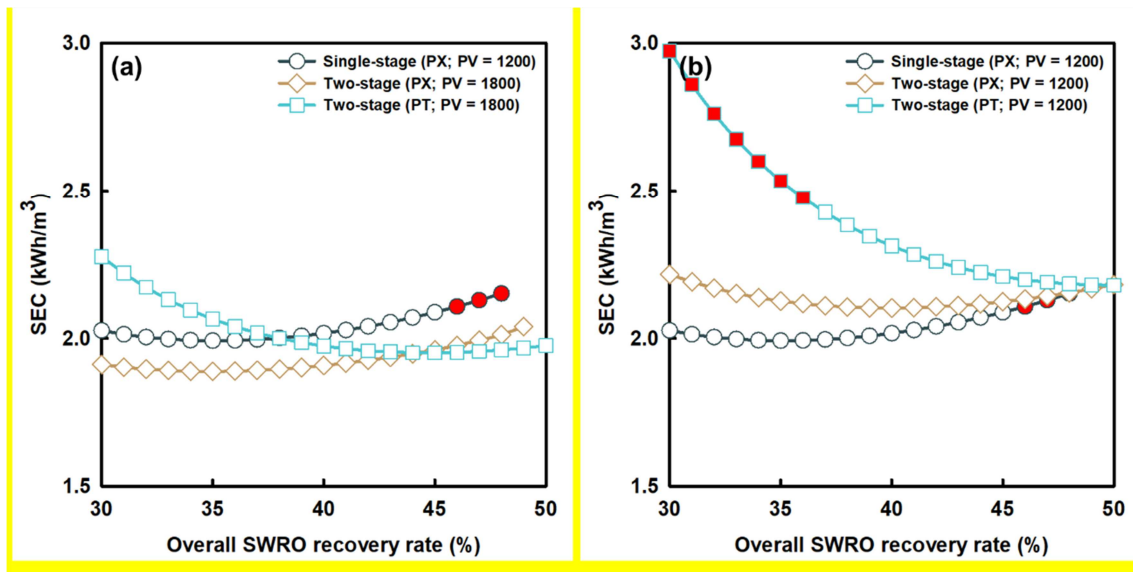 (a)
Single-stage (PX; PV = 1200)
Two-stage (PX; PV = 1800)
Two-stage (PT; PV = 1800)
3.0
2.5
2.0
1.5
SEC (kWh/m³)
30
35
40
45
50
Overall SWRO recovery rate (%)
(b)
Single-stage (PX; PV = 1200)
Two-stage (PX; PV = 1200)
Two-stage (PT; PV = 1200)
3.0
2.5
2.0
1.5
SEC (kWh/m³)
30
35
40
45
50
Overall SWRO recovery rate (%)